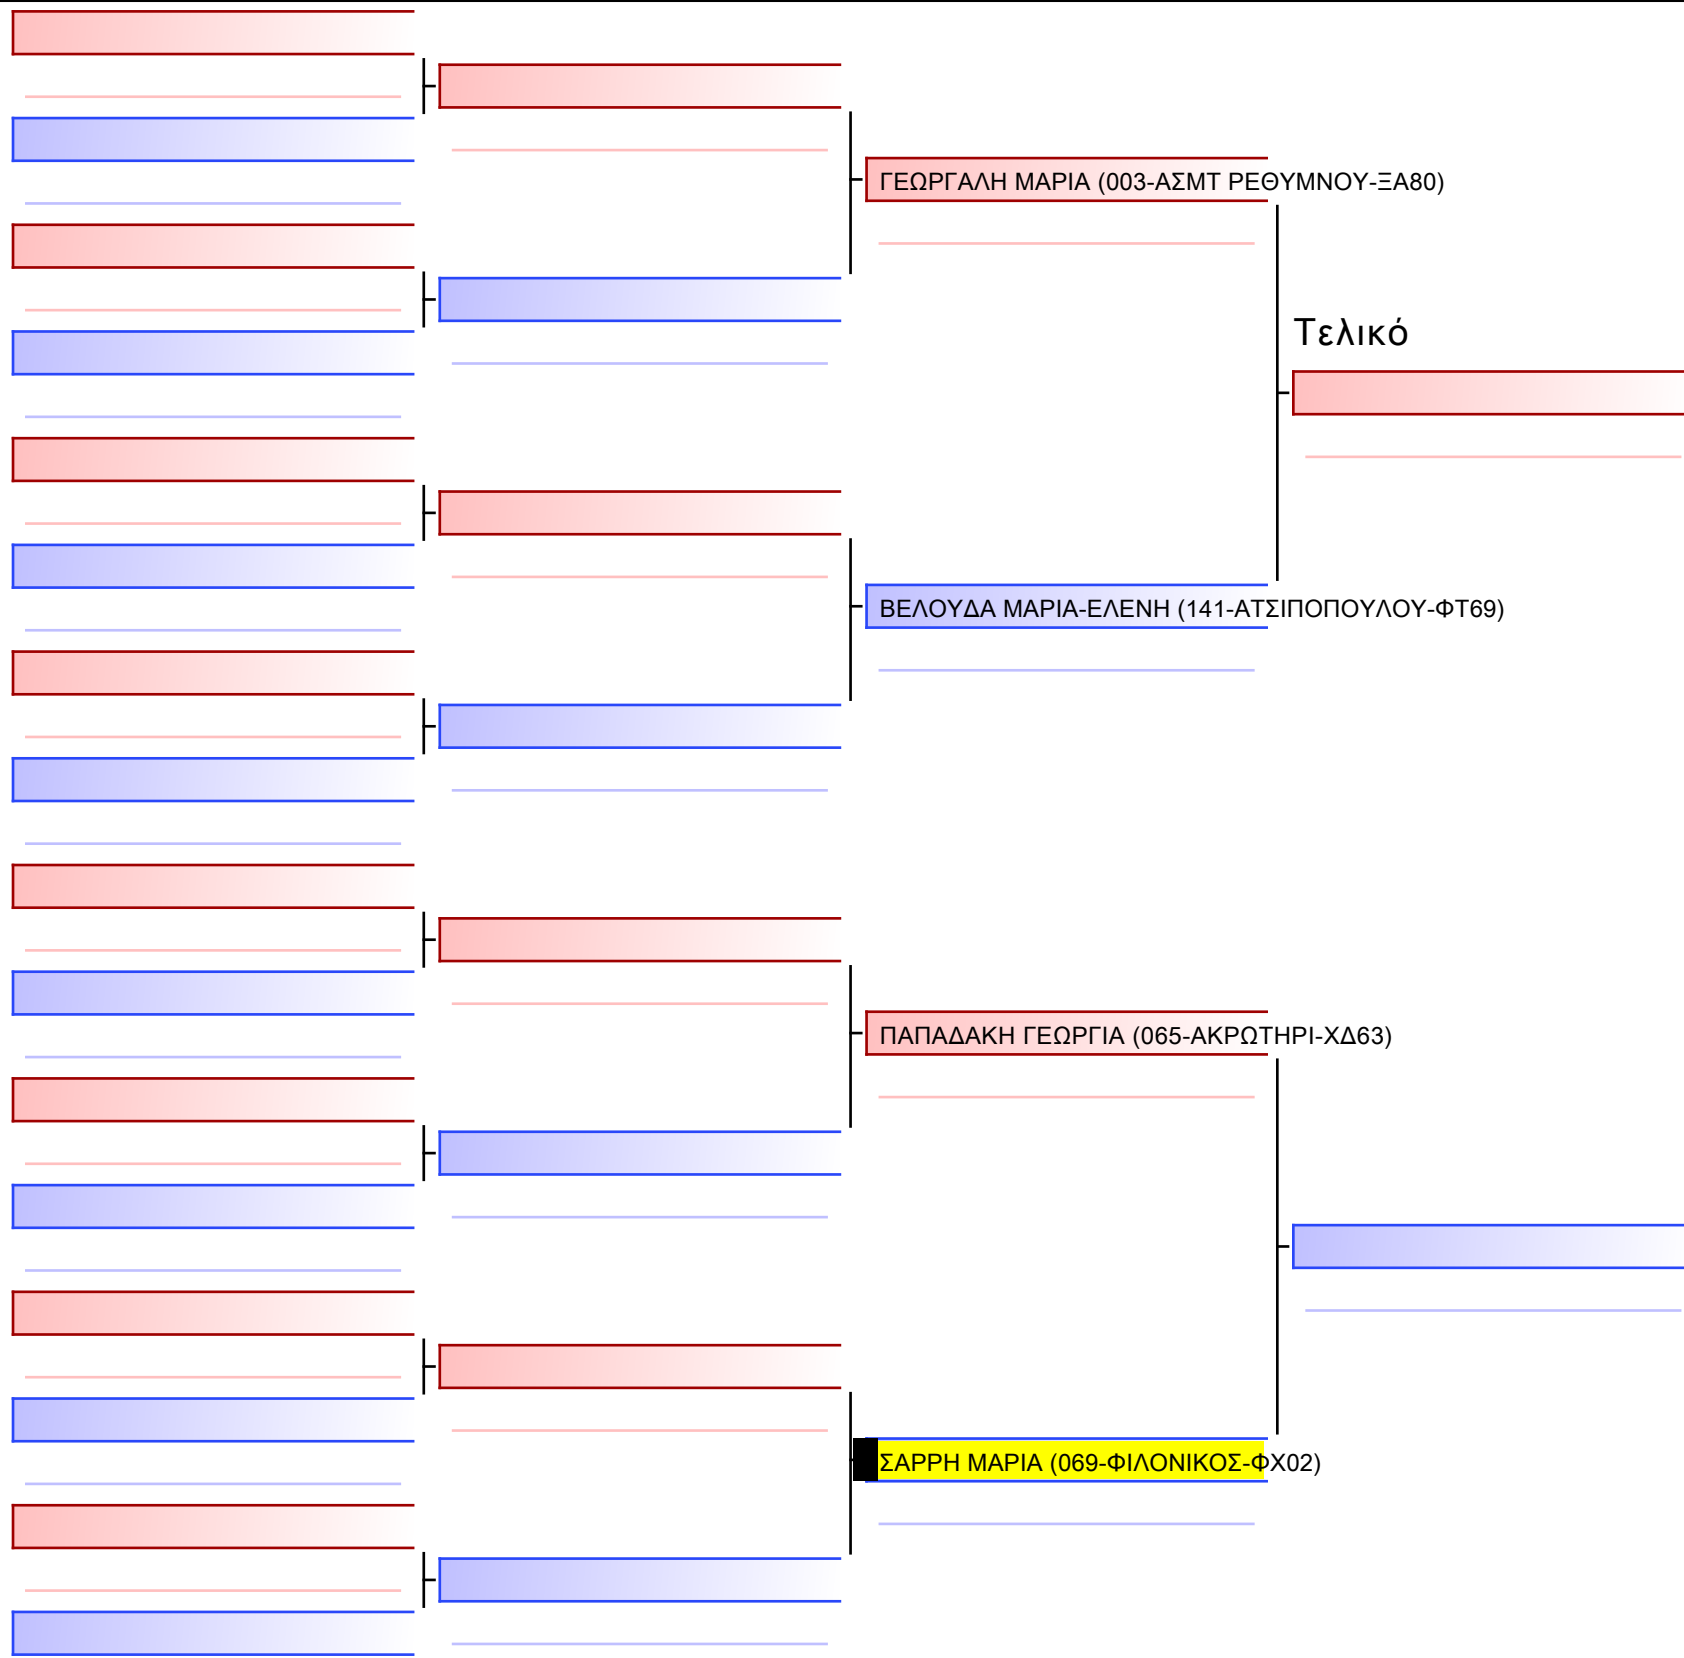 ΓΕΩΡΓΑΛΗ ΜΑΡΙΑ (003-ΑΣΜΤ ΡΕΘΥΜΝΟΥ-ΞΑ80)
Τελικό
ΒΕΛΟΥΔΑ ΜΑΡΙΑ-ΕΛΕΝΗ (141-ΑΤΣΙΠΟΠΟΥΛΟΥ-ΦΤ69)
ΠΑΠΑΔΑΚΗ ΓΕΩΡΓΙΑ (065-ΑΚΡΩΤΗΡΙ-ΧΔ63)
ΣΑΡΡΗ ΜΑΡΙΑ (069-ΦΙΛΟΝΙΚΟΣ-ΦΧ02)